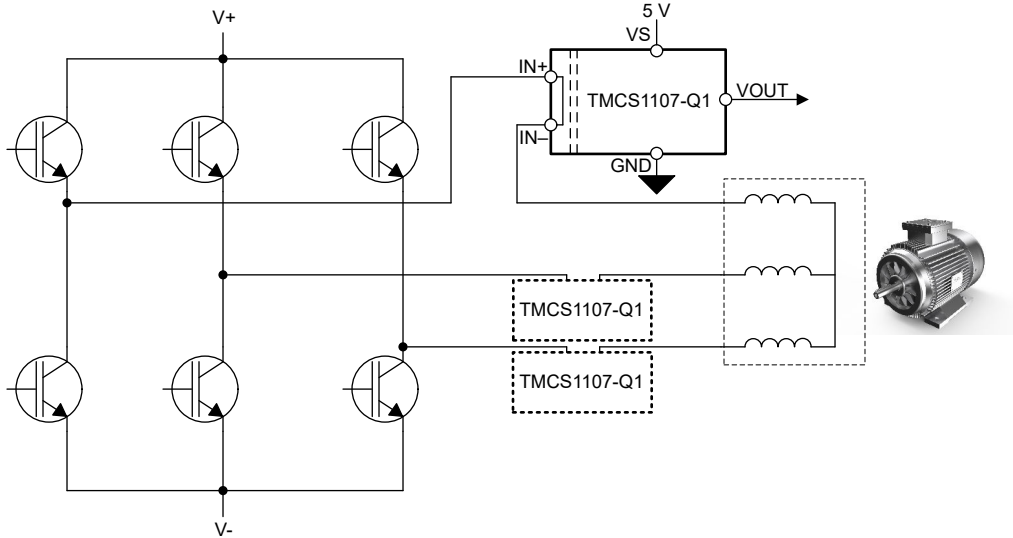 V+
5 V
VS
IN+
TMCS1107-Q1
VOUT
IN–
GND
TMCS1107-Q1
TMCS1107-Q1
V-